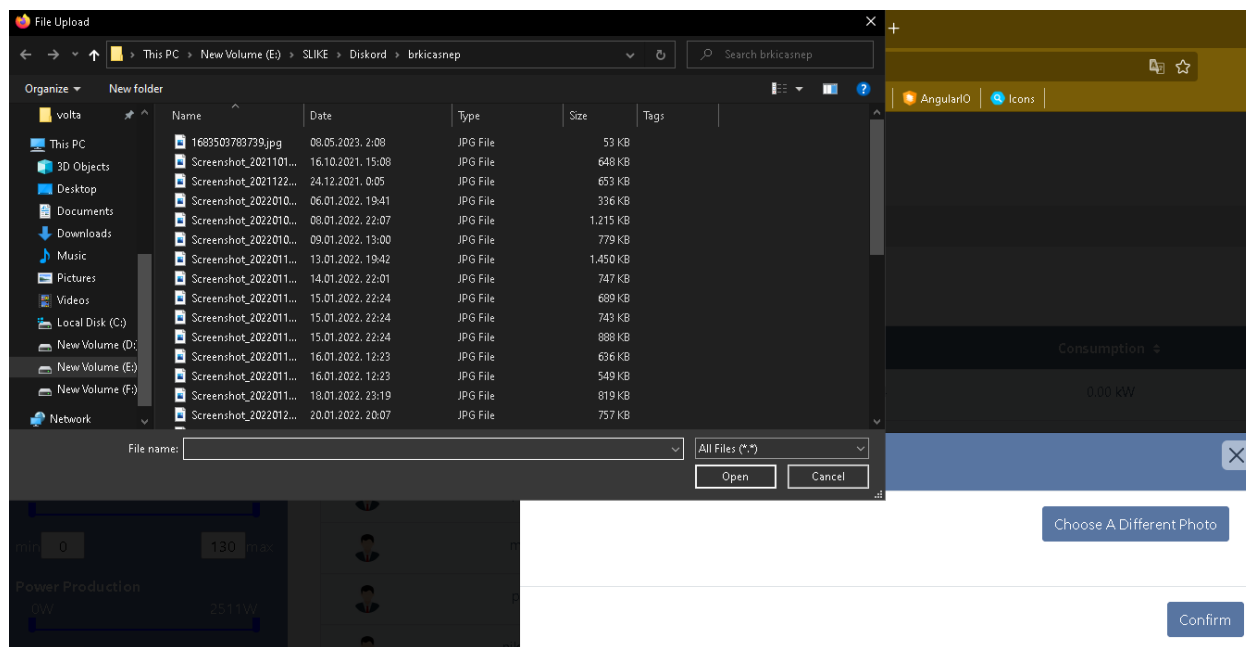 File Upload
This PC > New Volume (E:) > SLIKE > Diskord > brkicasnep
Search brkicasnep
AngularIO
Icons
Organize
New folder
Name Date Type Size Tags
volta
This PC
3D Objects
Desktop
Documents
Downloads
Music
Pictures
Videos
Local Disk (C:)
New Volume (D:
New Volume (E:)
New Volume (F:)
Network
1683503783739.jpg 08.05.2023. 2:08 JPG File 53 KB
Screenshot_2021101... 16.10.2021. 15:08 JPG File 648 KB
Screenshot_2021122... 24.12.2021. 0:05 JPG File 653 KB
Screenshot_2022010... 06.01.2022. 19:41 JPG File 336 KB
Screenshot_2022010... 08.01.2022. 22:07 JPG File 1.215 KB
Screenshot_2022010... 09.01.2022. 13:00 JPG File 779 KB
Screenshot_2022011... 13.01.2022. 19:42 JPG File 1.450 KB
Screenshot_2022011... 14.01.2022. 22:01 JPG File 747 KB
Screenshot_2022011... 15.01.2022. 22:24 JPG File 689 KB
Screenshot_2022011... 15.01.2022. 22:24 JPG File 743 KB
Screenshot_2022011... 15.01.2022. 22:24 JPG File 888 KB
Screenshot_2022011... 16.01.2022. 12:23 JPG File 636 KB
Screenshot_2022011... 16.01.2022. 12:23 JPG File 549 KB
Screenshot_2022011... 18.01.2022. 23:19 JPG File 819 KB
Screenshot_2022012... 20.01.2022. 20:07 JPG File 757 KB
File name:
All Files (*.*)
Open
Cancel
Consumption
0.00 kW
Choose A Different Photo
Confirm
min 0 130 max
Power Production
0W 2511W